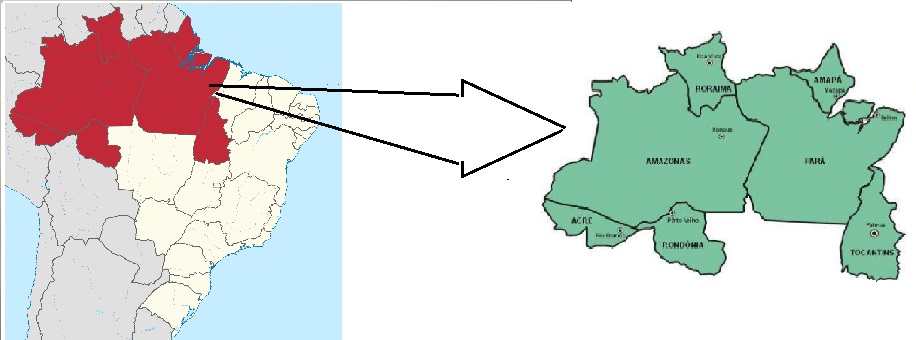 Boa Vista
RORAIMA
AMAPÁ
Macapá
Belém
Manaus
AMAZONAS
PARÁ
ACRE
Rio Branco
Porto Velho
RONDÔNIA
Palmas
TOCANTINS